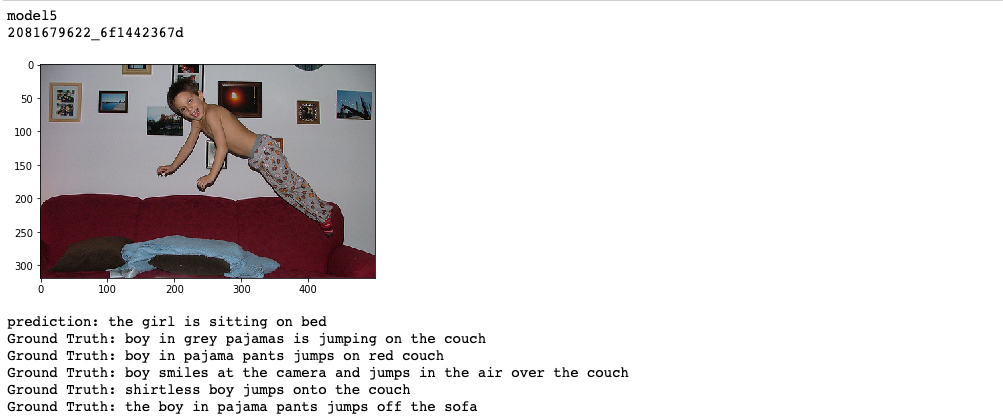 model5
2081679622_6f1442367d
0
50
100
150
200
250
300
0 100 200 300 400
prediction: the girl is sitting on bed
Ground Truth: boy in grey pajamas is jumping on the couch
Ground Truth: boy in pajama pants jumps on red couch
Ground Truth: boy smiles at the camera and jumps in the air over the couch
Ground Truth: shirtless boy jumps onto the couch
Ground Truth: the boy in pajama pants jumps off the sofa